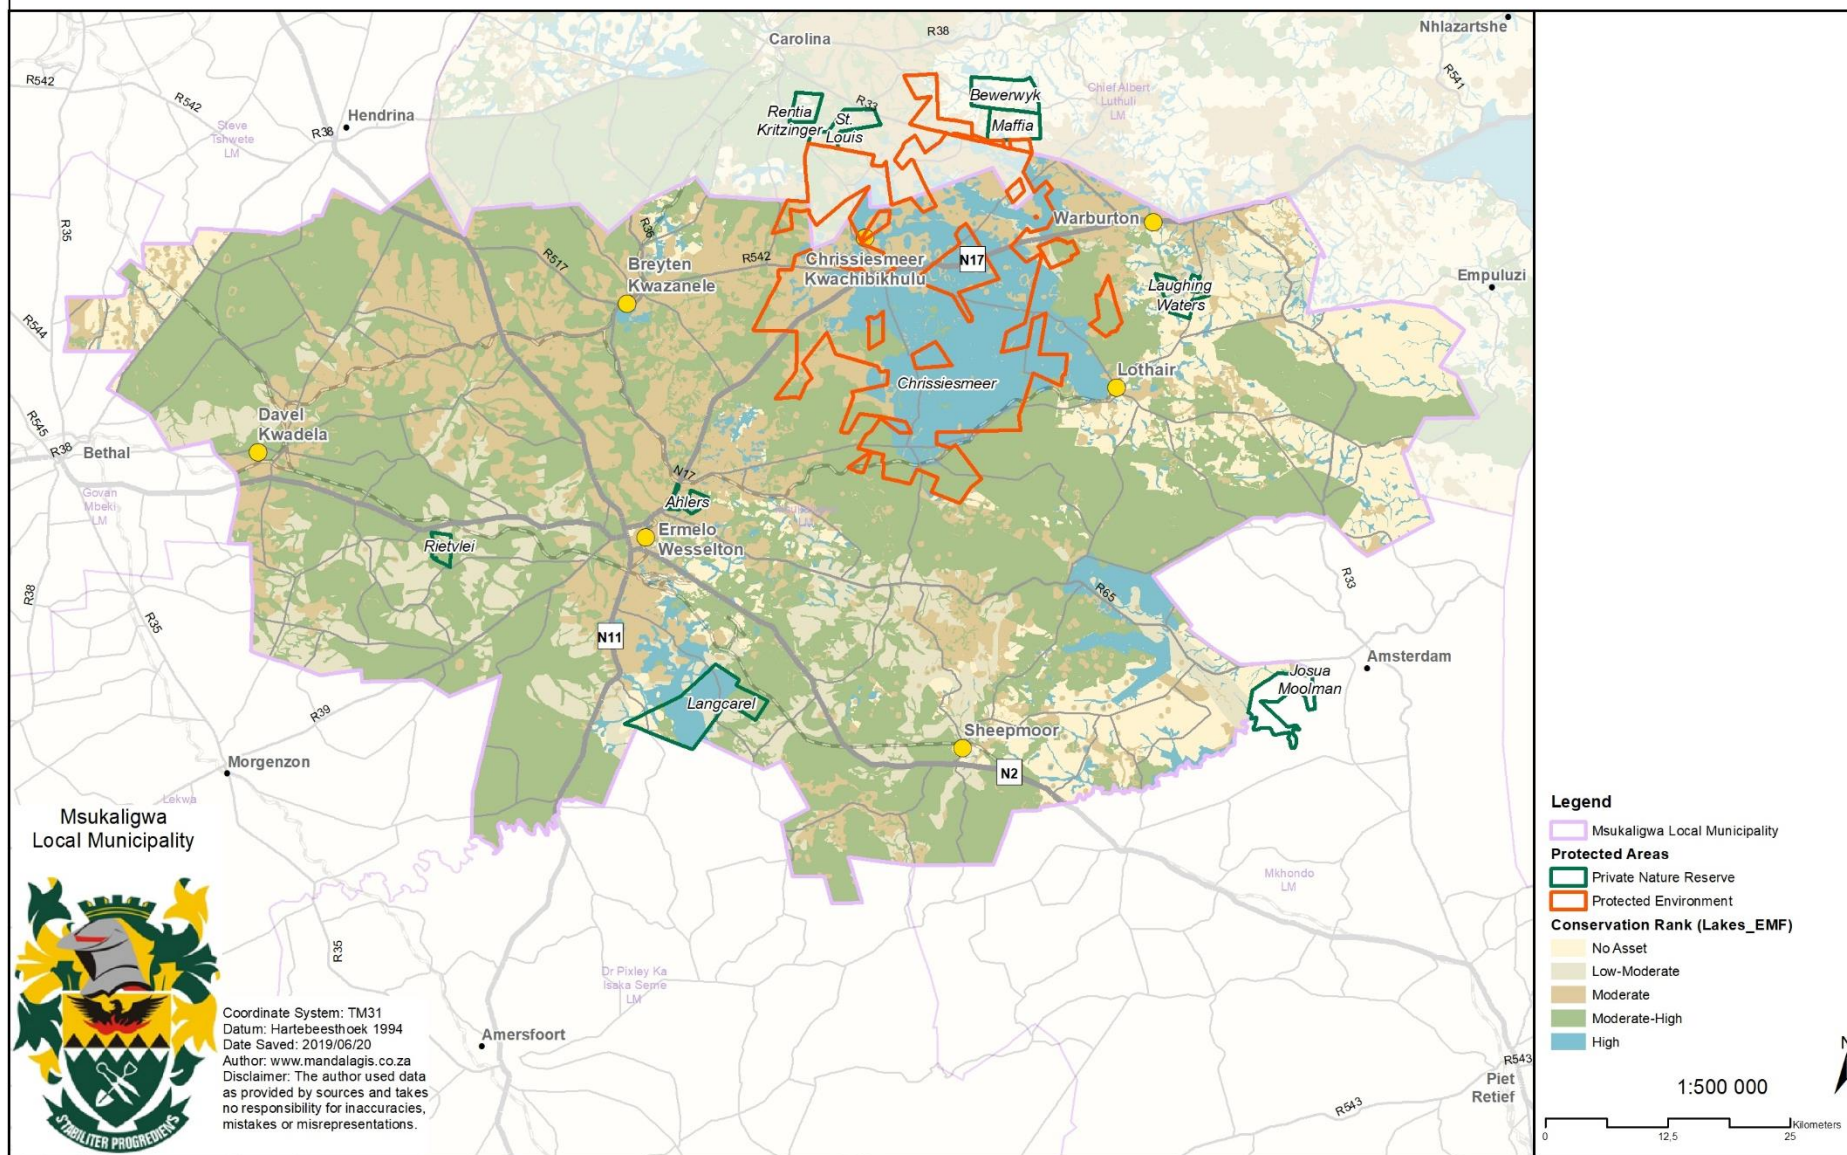 Carolina
R38
Nhlazartshe
R542
R542
R541
Hendrina
R38
Steve
Tshwete
LM
Rentia
Kritzinger
St.
Louis
R33
Bewerwyk
Maffia
Chief Albert
Luthuli
LM
R35
R36
R517
R542
Breyten
Kwazanele
Chrissiesmeer
Kwachibikhulu
N17
Warburton
Laughing
Waters
Empuluzi
R544
Chrissiesmeer
Lothair
Davel
Kwadela
R545
R38
Bethal
Govan
Mbeki
LM
N17
Ahlers
LM
Ermelo
Wesselton
Rietvlei
R38
R35
R65
R33
N11
Amsterdam
Josua
Moolman
Langcarel
R39
Sheepmoor
N2
Morgenzon
Lekwa
Mkhondo
LM
R35
Dr Pixley Ka
Isaka Seme
LM
Amersfoort
R543
Piet
Retief
R543
Msukaligwa
Local Municipality
STABILITER PROGREDIENS
Coordinate System: TM31
Datum: Hartebeesthoek 1994
Date Saved: 2019/06/20
Author: www.mandalagis.co.za
Disclaimer: The author used data
as provided by sources and takes
no responsibility for inaccuracies,
mistakes or misrepresentations.
Legend
Msukaligwa Local Municipality
Protected Areas
Private Nature Reserve
Protected Environment
Conservation Rank (Lakes_EMF)
No Asset
Low-Moderate
Moderate
Moderate-High
High
N
1:500 000
Kilometers
0 12,5 25